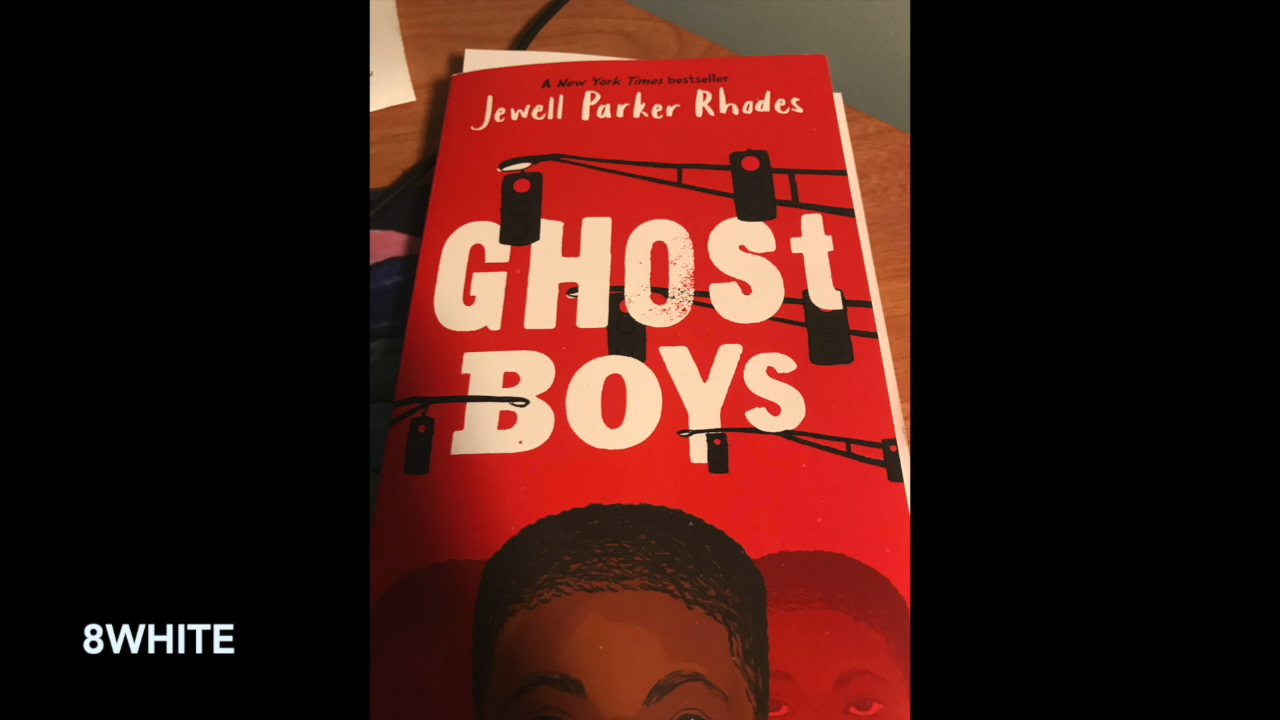 A New York Times bestseller
Jewell Parker Rhodes
GHOSt
BOYS
8WHITE